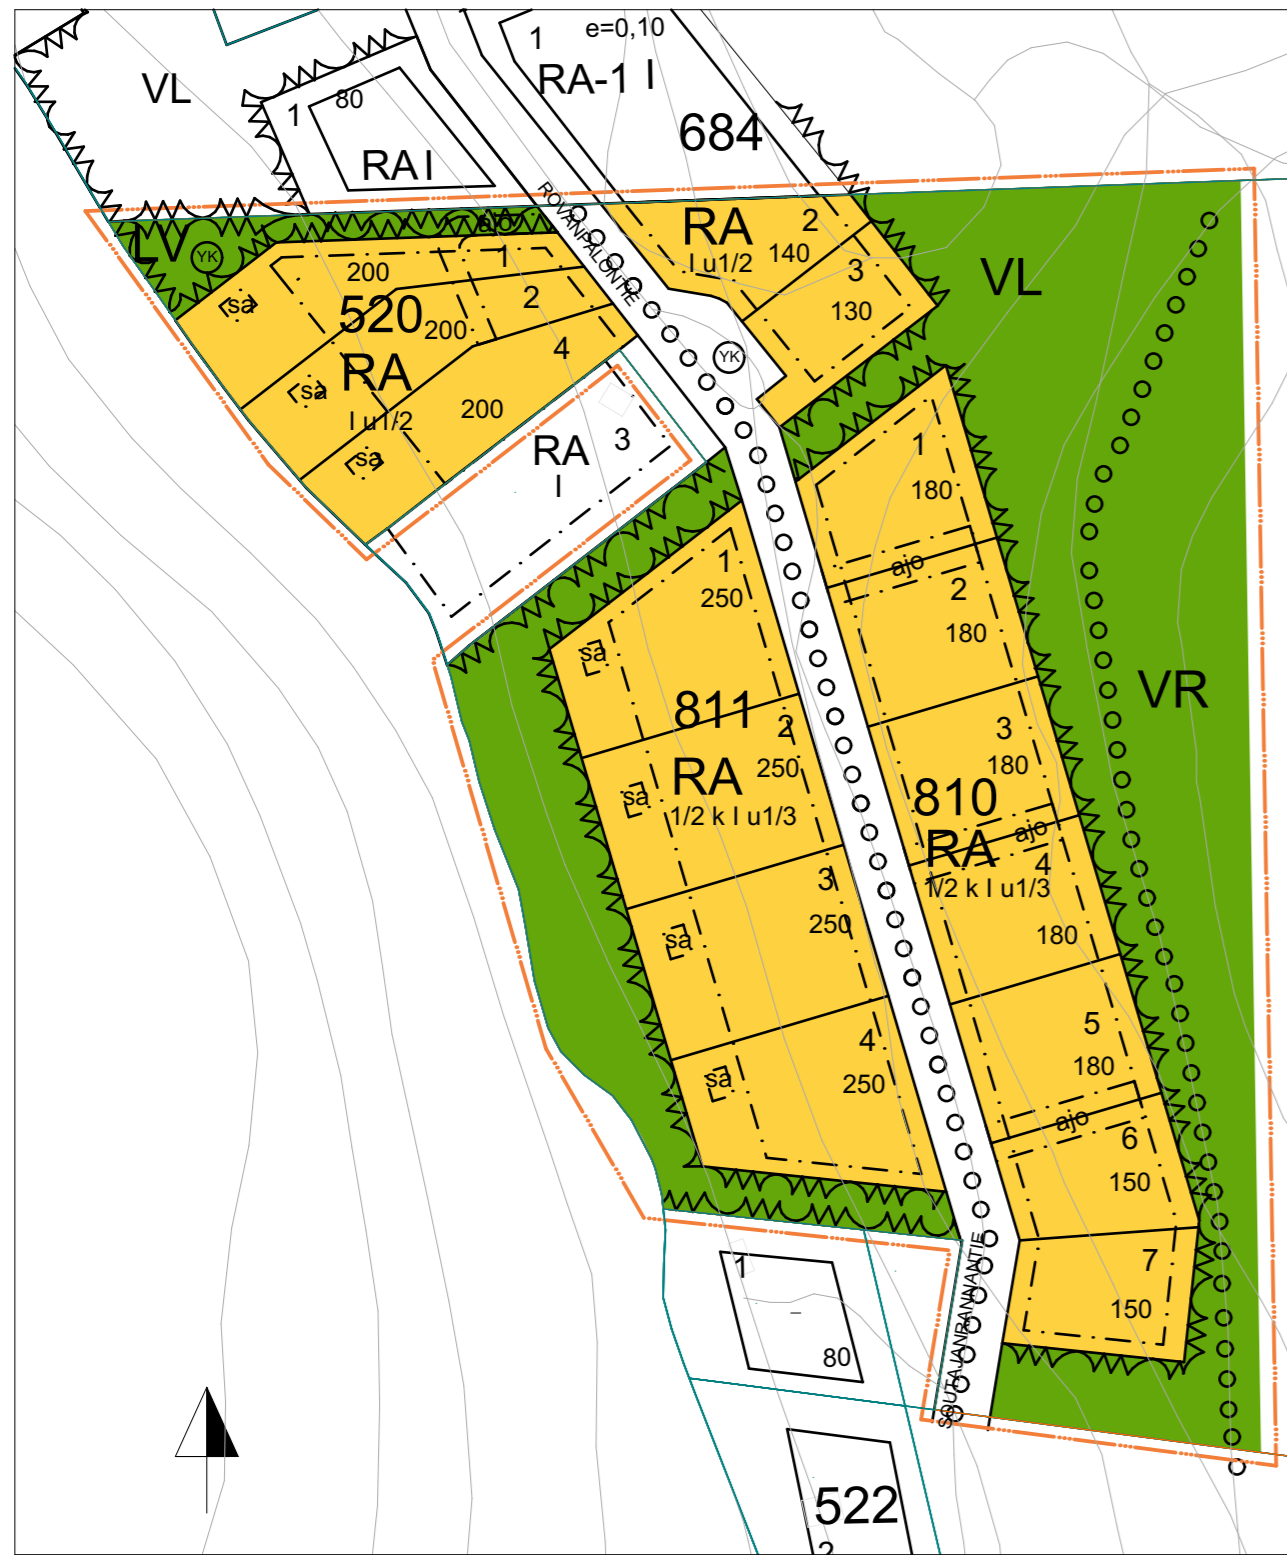 VL
1
80
RA I
1
e=0,10
RA-1 I
684
ROVANPALONTIE
LV
YK
ajo
1
200
520
200
2
sa
RA
I u1/2
sa
4
200
sa
RA
I u1/2
2
140
3
130
YK
VL
RA
I
3
1
180
ajo
2
180
1
250
sa
811
2
250
RA
1/2 k I u1/3
sa
3
180
810
ajo
RA
4
1/2 k I u1/3
180
VR
3
250
sa
4
250
sa
5
180
ajo
6
150
7
150
SOUTAJANRANNANTIE
1
80
522
2